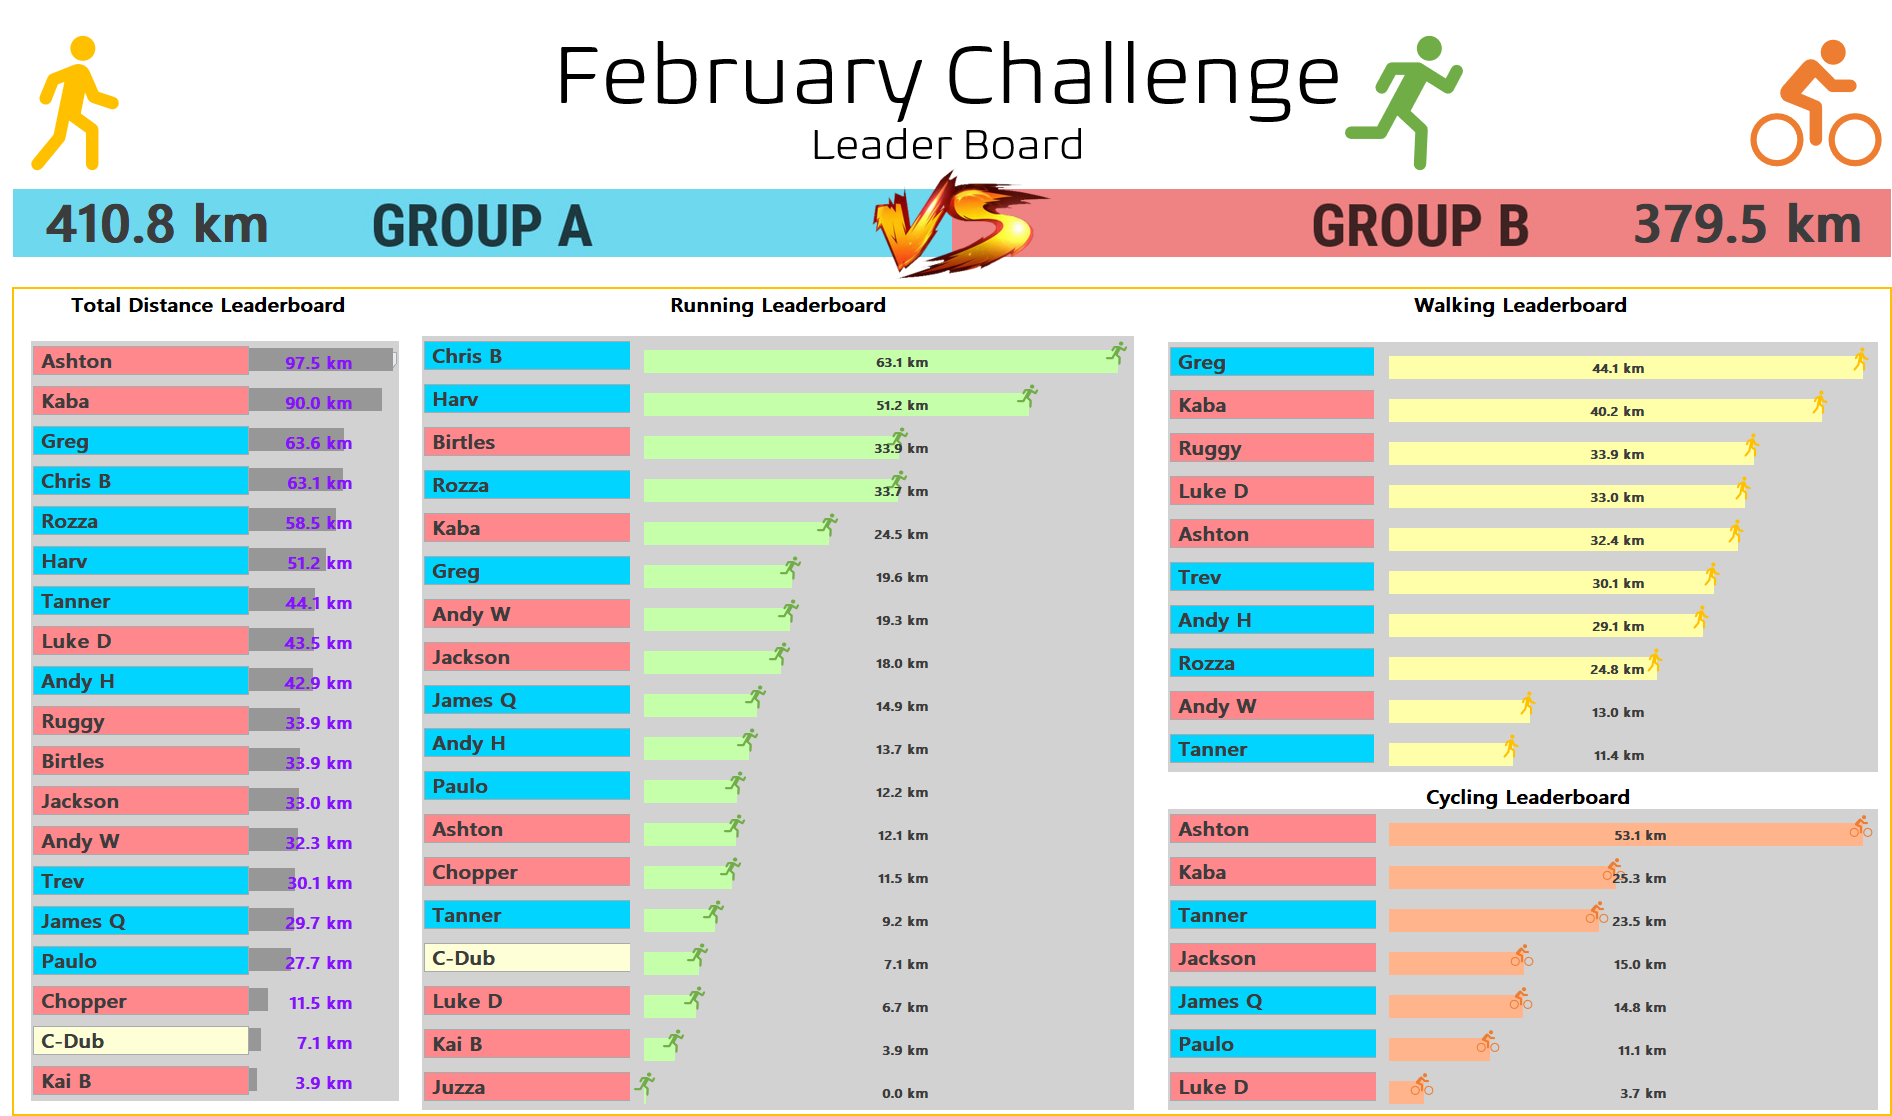 February Challenge
Leader Board
410.8 km GROUP A VS GROUP B 379.5 km
Total Distance Leaderboard
Ashton 97.5 km
Kaba 90.0 km
Greg 63.6 km
Chris B 63.1 km
Rozza 58.5 km
Harv 51.2 km
Tanner 44.1 km
Luke D 43.5 km
Andy H 42.9 km
Ruggy 33.9 km
Birtles 33.9 km
Jackson 33.0 km
Andy W 32.3 km
Trev 30.1 km
James Q 29.7 km
Paulo 27.7 km
Chopper 11.5 km
C-Dub 7.1 km
Kai B 3.9 km
Running Leaderboard
Chris B 63.1 km
Harv 51.2 km
Birtles 33.9 km
Rozza 33.7 km
Kaba 24.5 km
Greg 19.6 km
Andy W 19.3 km
Jackson 18.0 km
James Q 14.9 km
Andy H 13.7 km
Paulo 12.2 km
Ashton 12.1 km
Chopper 11.5 km
Tanner 9.2 km
C-Dub 7.1 km
Luke D 6.7 km
Kai B 3.9 km
Juzza 0.0 km
Walking Leaderboard
Greg 44.1 km
Kaba 40.2 km
Ruggy 33.9 km
Luke D 33.0 km
Ashton 32.4 km
Trev 30.1 km
Andy H 29.1 km
Rozza 24.8 km
Andy W 13.0 km
Tanner 11.4 km
Cycling Leaderboard
Ashton 53.1 km
Kaba 25.3 km
Tanner 23.5 km
Jackson 15.0 km
James Q 14.8 km
Paulo 11.1 km
Luke D 3.7 km